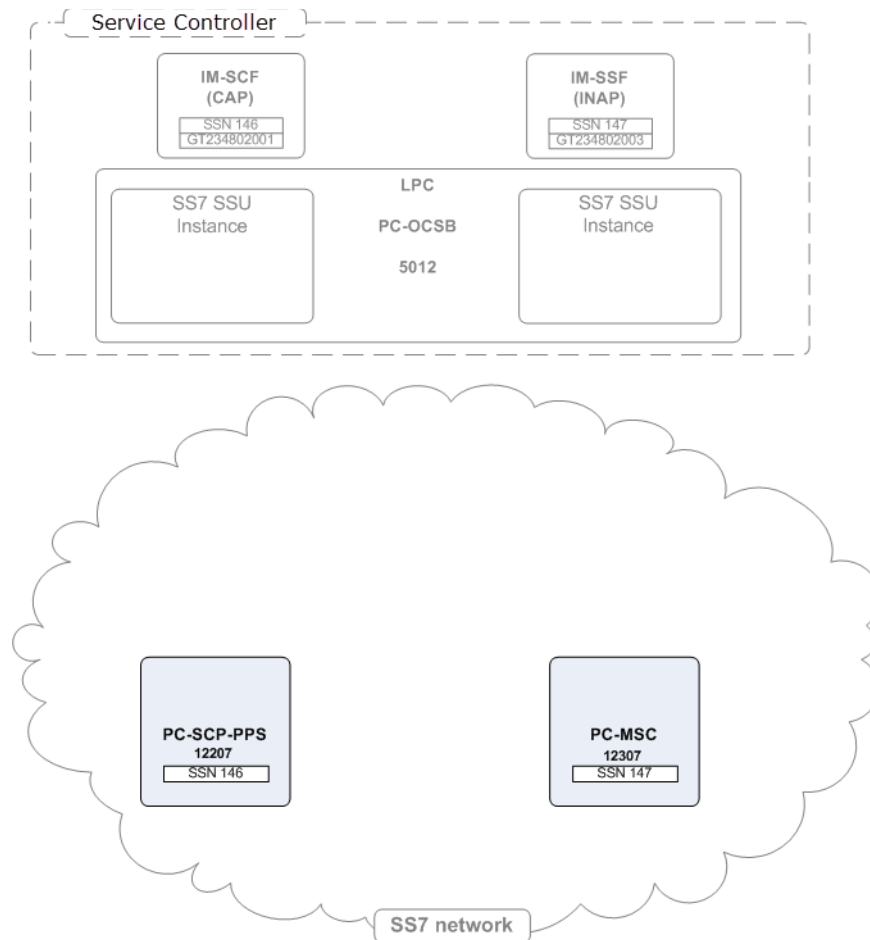 Service Controller
IM-SCF
(CAP)
SSN 146
GT234802001
IM-SSF
(INAP)
SSN 147
GT234802003
LPC
PC-OCSB
5012
SS7 SSU
Instance
SS7 SSU
Instance
PC-SCP-PPS
12207
SSN 146
PC-MSC
12307
SSN 147
SS7 network